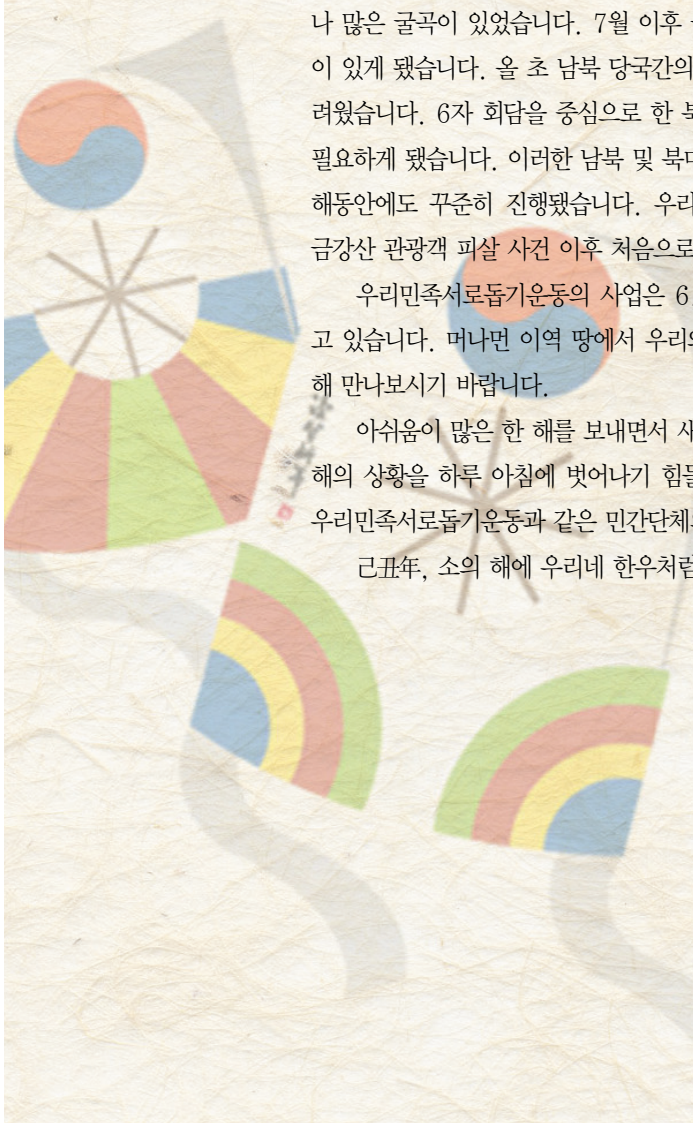 나 많은 굴곡이 있었습니다. 7월 이후
이 있게 됐습니다. 올 초 남북 당국간의
려웠습니다. 6자 회담을 중심으로 한
필요하게 됐습니다. 이러한 남북 및
해동안에도 꾸준히 진행됐습니다. 우리
금강산 관광객 피살 사건 이후 처음으로
우리민족서로돕기운동의 사업은 6
고 있습니다. 머나먼 이역 땅에서 우리의
해 만나보시기 바랍니다.
아쉬움이 많은 한 해를 보내면서 새
해의 상황을 하루 아침에 벗어나기 힘들
우리민족서로돕기운동과 같은 민간단체의
己丑年, 소의 해에 우리네 한우처럼